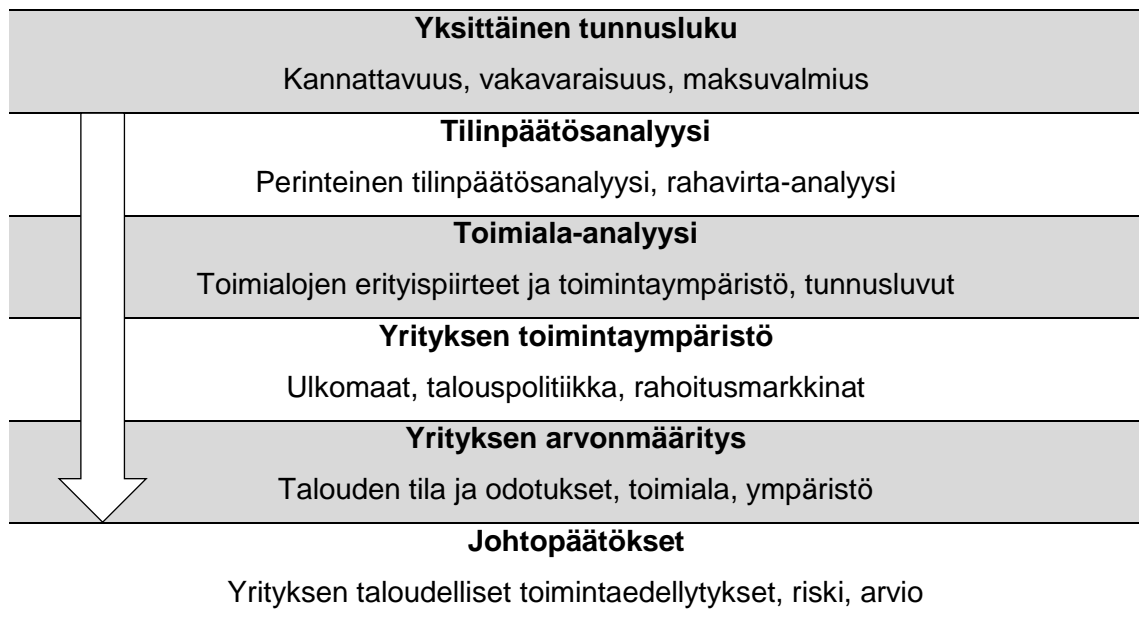 Yksittäinen tunnusluku
Kannattavuus, vakavaraisuus, maksuvalmius
Tilinpäätösanalyysi
Perinteinen tilinpäätösanalyysi, rahavirta-analyysi
Toimiala-analyysi
Toimialojen erityispiirteet ja toimintaympäristö, tunnusluvut
Yrityksen toimintaympäristö
Ulkomaat, talouspolitiikka, rahoitusmarkkinat
Yrityksen arvonmääritys
Talouden tila ja odotukset, toimiala, ympäristö
Johtopäätökset
Yrityksen taloudelliset toimintaedellytykset, riski, arvio